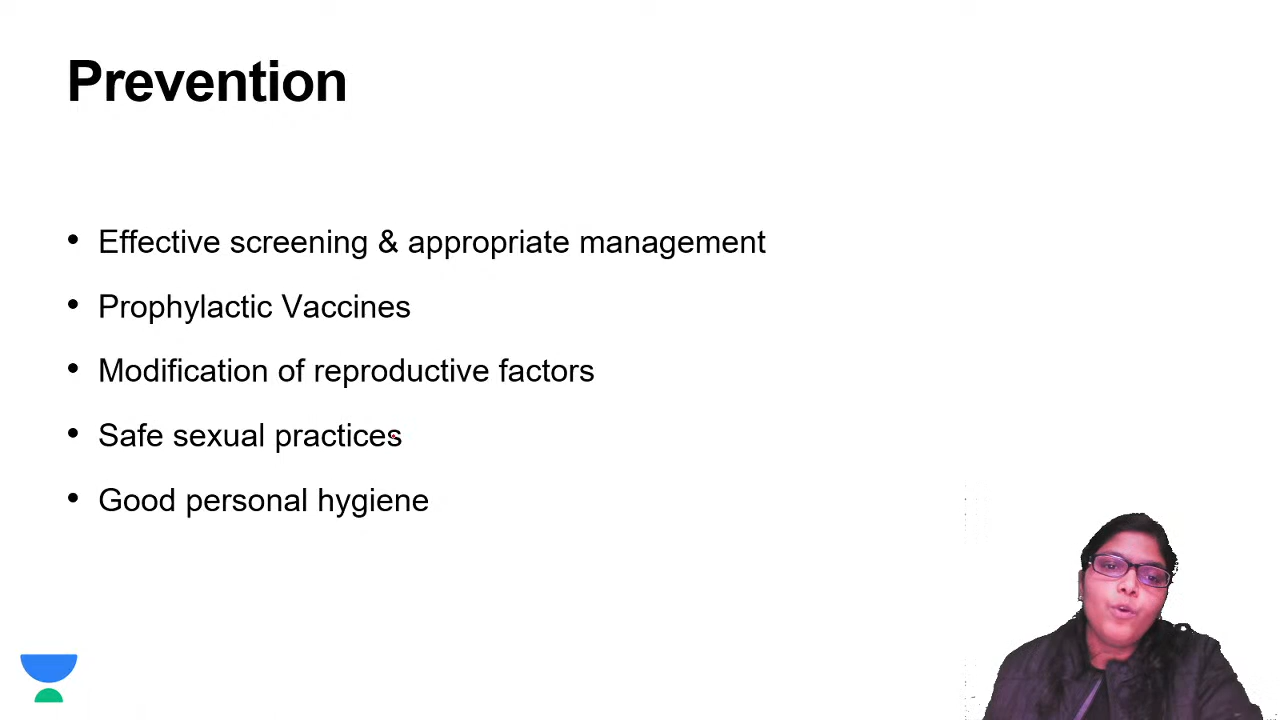 Prevention
• Effective screening & appropriate management
• Prophylactic Vaccines
• Modification of reproductive factors
• Safe sexual practices
• Good personal hygiene